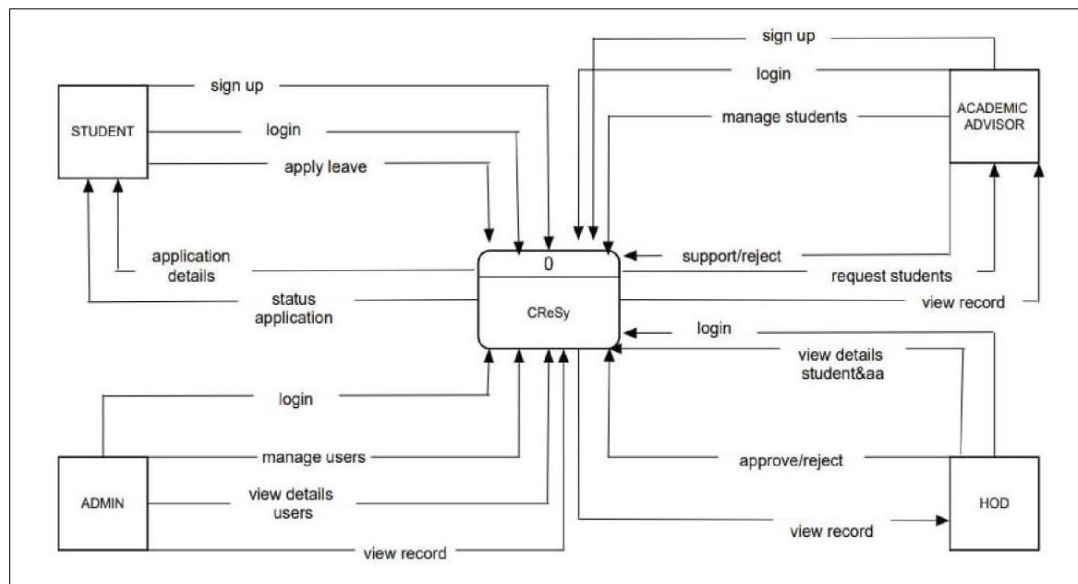 sign up
login
apply leave
STUDENT
application
details
status
application
sign up
login
manage students
ACADEMIC
ADVISOR
support/reject
request students
view record
0
CReSy
login
manage users
view details
users
view record
ADMIN
login
view details
student&aa
approve/reject
view record
HOD